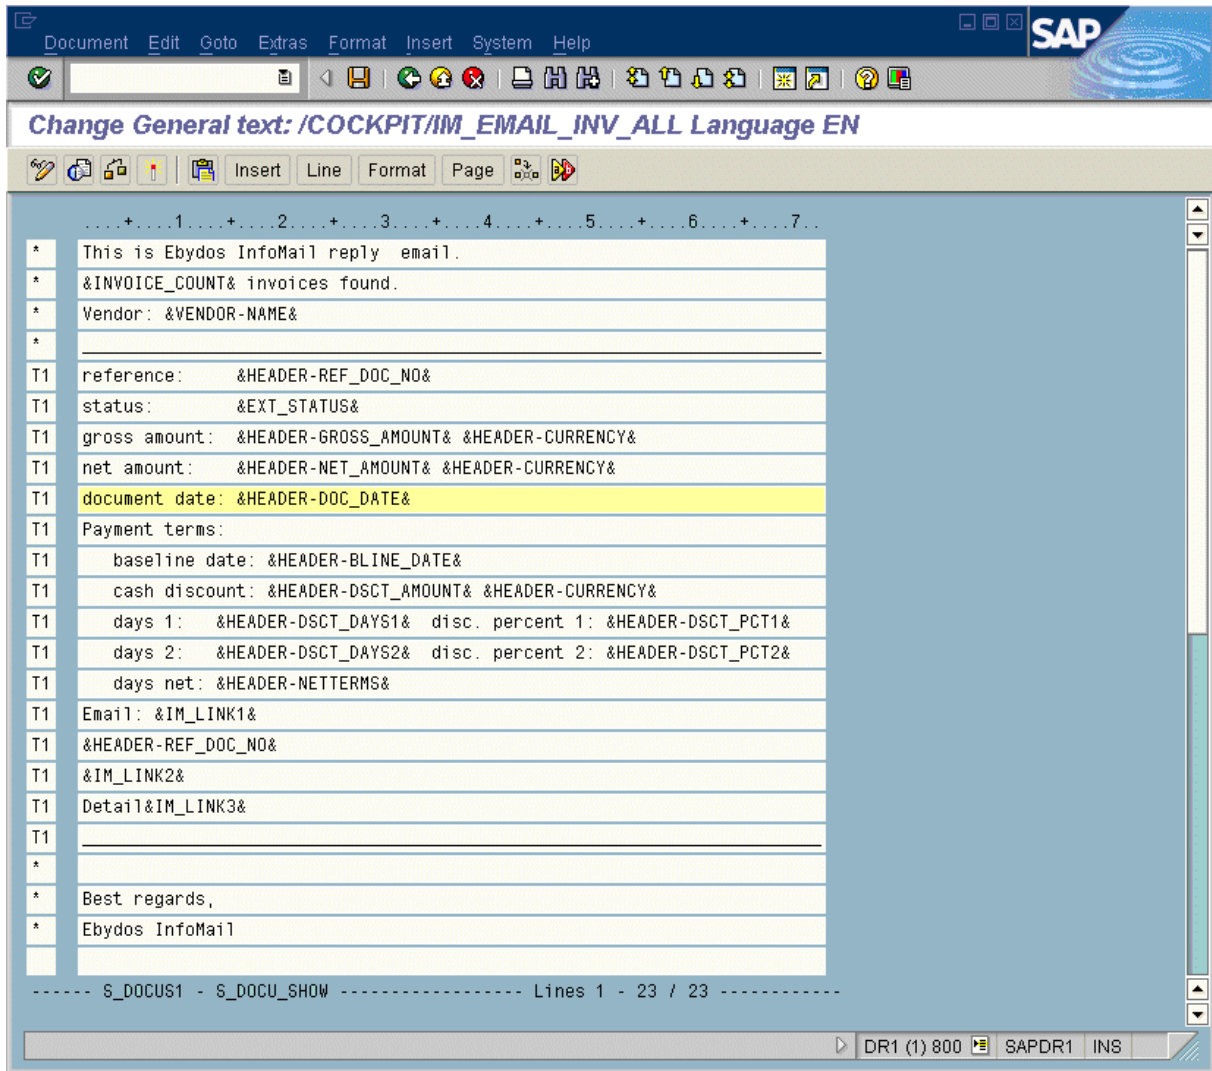 Document Edit Goto Extras Format Insert System Help
SAP
Change General text: /COCKPIT/IM_EMAIL_INV_ALL Language EN
Insert Line Format Page
....+....1....+....2....+....3....+....4....+....5....+....6....+....7..
* This is Ebydos InfoMail reply  email.
* &INVOICE_COUNT& invoices found.
* Vendor: &VENDOR-NAME&
* ________________________________________________________________________
T1 reference:     &HEADER-REF_DOC_NO&
T1 status:        &EXT_STATUS&
T1 gross amount:  &HEADER-GROSS_AMOUNT& &HEADER-CURRENCY&
T1 net amount:    &HEADER-NET_AMOUNT& &HEADER-CURRENCY&
T1 document date: &HEADER-DOC_DATE&
T1 Payment terms:
T1    baseline date: &HEADER-BLINE_DATE&
T1    cash discount: &HEADER-DSCT_AMOUNT& &HEADER-CURRENCY&
T1    days 1:   &HEADER-DSCT_DAYS1&  disc. percent 1: &HEADER-DSCT_PCT1&
T1    days 2:   &HEADER-DSCT_DAYS2&  disc. percent 2: &HEADER-DSCT_PCT2&
T1    days net: &HEADER-NETTERMS&
T1 Email: &IM_LINK1&
T1 &HEADER-REF_DOC_NO&
T1 &IM_LINK2&
T1 Detail&IM_LINK3&
T1 ________________________________________________________________________
*
* Best regards,
* Ebydos InfoMail
------ S_DOCUS1 - S_DOCU_SHOW ------------------ Lines 1 - 23 / 23 ------------
DR1 (1) 800 SAPDR1 INS